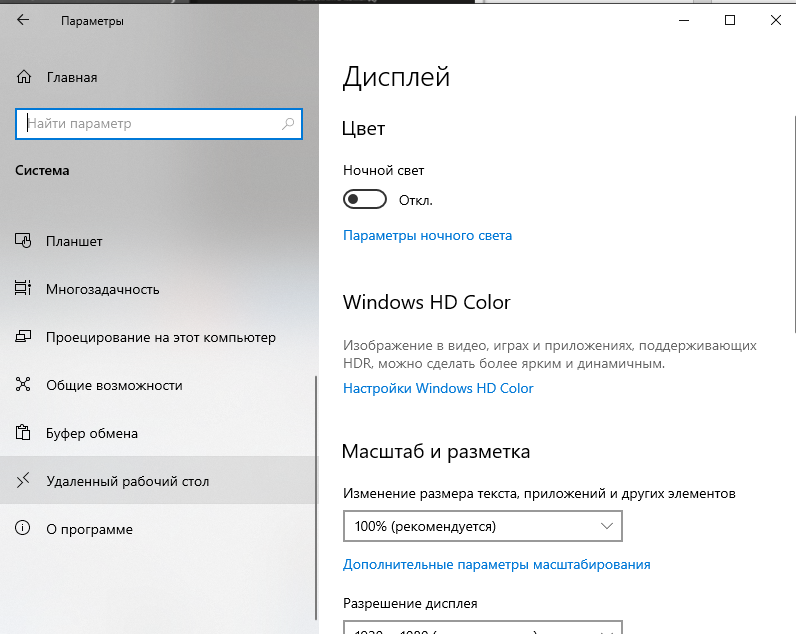 Параметры
Главная
Найти параметр
Система
Планшет
Многозадачность
Проецирование на этот компьютер
Общие возможности
Буфер обмена
Удаленный рабочий стол
О программе
Дисплей
Цвет
Ночной свет
Откл.
Параметры ночного света
Windows HD Color
Изображение в видео, играх и приложениях, поддерживающих
HDR, можно сделать более ярким и динамичным.
Настройки Windows HD Color
Масштаб и разметка
Изменение размера текста, приложений и других элементов
100% (рекомендуется)
Дополнительные параметры масштабирования
Разрешение дисплея